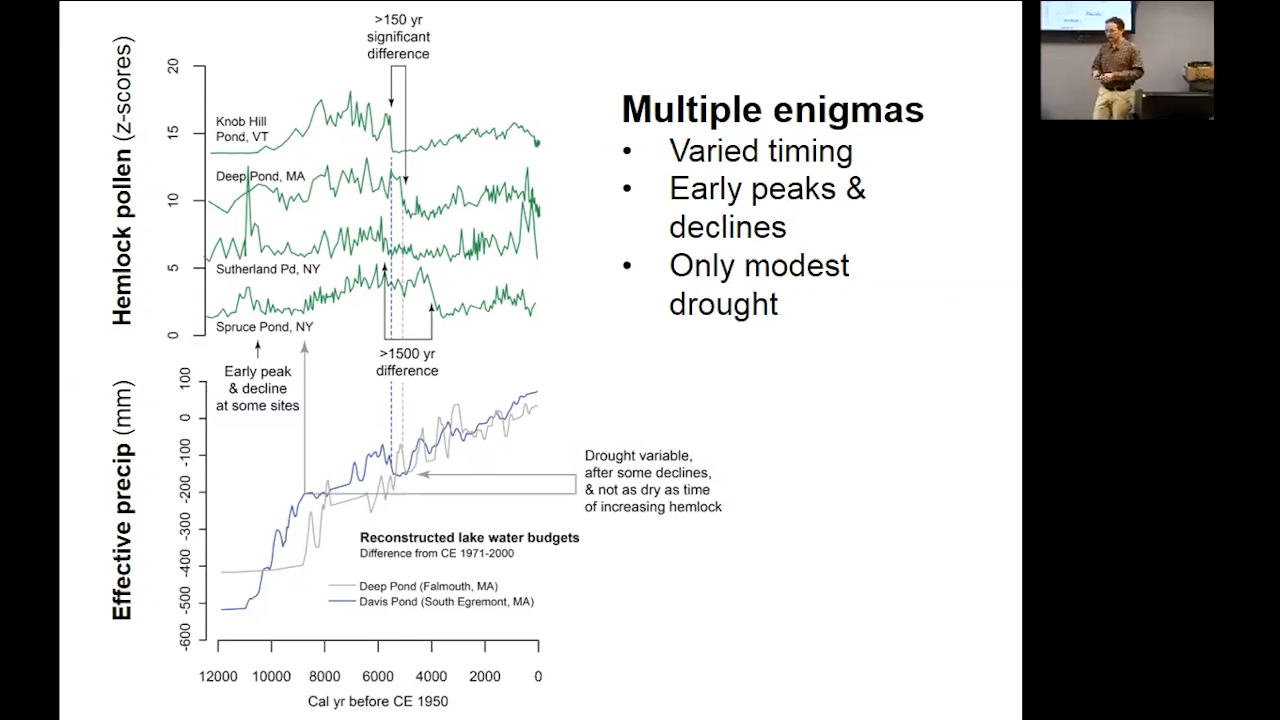 >150 yr
significant
difference
Hemlock pollen (z-scores)
20
15
10
5
0
Knob Hill
Pond, VT
Deep Pond, MA
Sutherland Pd, NY
Spruce Pond, NY
Early peak
& decline
at some sites
>1500 yr
difference
Effective precip (mm)
100
0
-100
-200
-300
-400
-500
-600
Drought variable,
after some declines,
& not as dry as time
of increasing hemlock
Reconstructed lake water budgets
Difference from CE 1971-2000
Deep Pond (Falmouth, MA)
Davis Pond (South Egremont, MA)
12000 10000 8000 6000 4000 2000 0
Cal yr before CE 1950
Multiple enigmas
• Varied timing
• Early peaks &
declines
• Only modest
drought